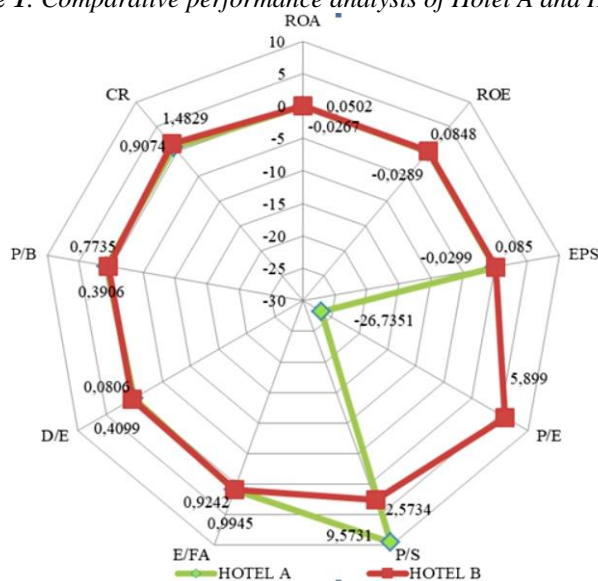 e 1. Comparative performance analysis of Hotel A and H
ROA
10
5
0
-5
-10
-15
-20
-25
-30
0,0502
-0,0267
ROE
0,0848
-0,0289
EPS
0,085
-0,0299
P/E
5,899
-26,7351
P/S
2,5734
9,5731
E/FA
0,9242
0,9945
D/E
0,0806
0,4099
P/B
0,7735
0,3906
CR
1,4829
0,9074
HOTEL A
HOTEL B